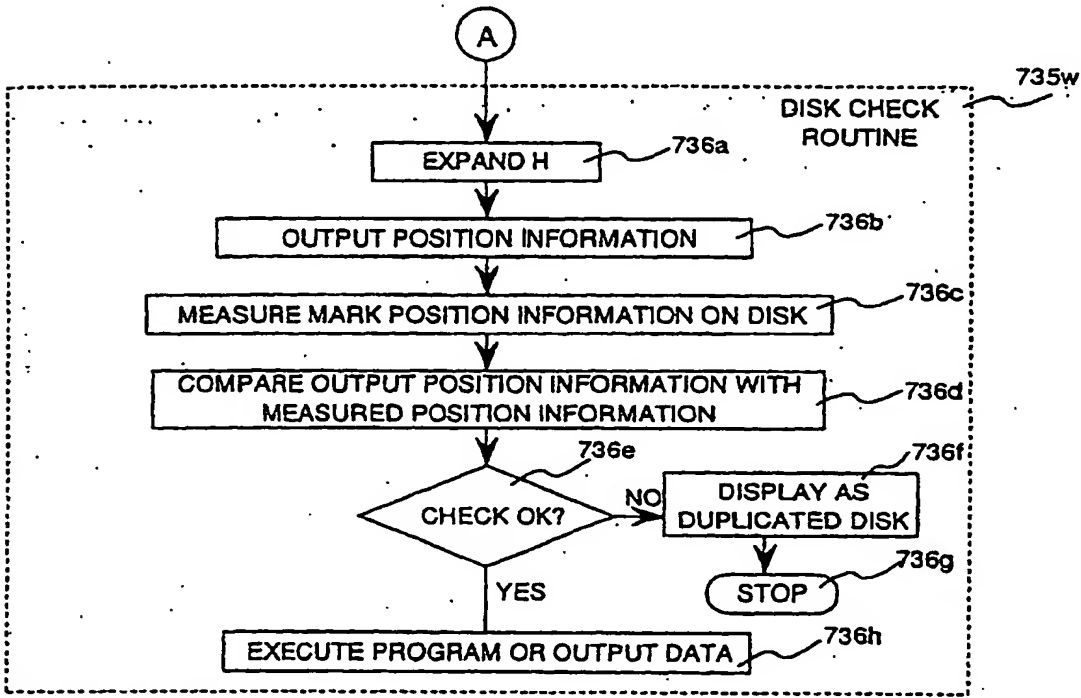 A
735w
DISK CHECK
ROUTINE
EXPAND H
736a
OUTPUT POSITION INFORMATION
736b
MEASURE MARK POSITION INFORMATION ON DISK
736c
COMPARE OUTPUT POSITION INFORMATION WITH
MEASURED POSITION INFORMATION
736d
CHECK OK?
736e
NO
DISPLAY AS
DUPLICATED DISK
736f
STOP
736g
YES
EXECUTE PROGRAM OR OUTPUT DATA
736h